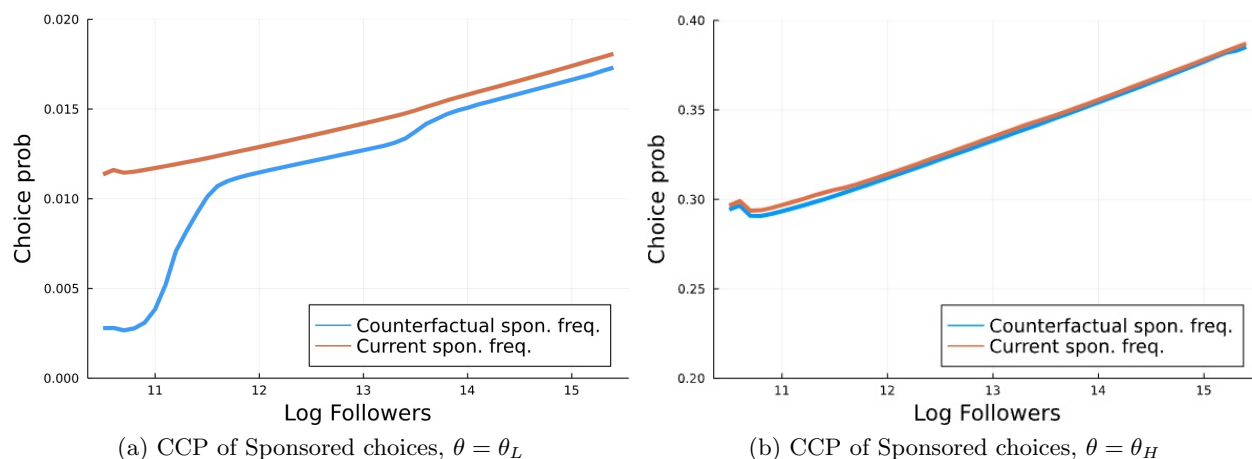 0.020
0.015
0.010
0.005
0.000
Choice prob
11 12 13 14 15
Log Followers
Counterfactual spon. freq.
Current spon. freq.
(a) CCP of Sponsored choices, θ = θ_L
0.40
0.35
0.30
0.25
0.20
Choice prob
11 12 13 14 15
Log Followers
Counterfactual spon. freq.
Current spon. freq.
(b) CCP of Sponsored choices, θ = θ_H